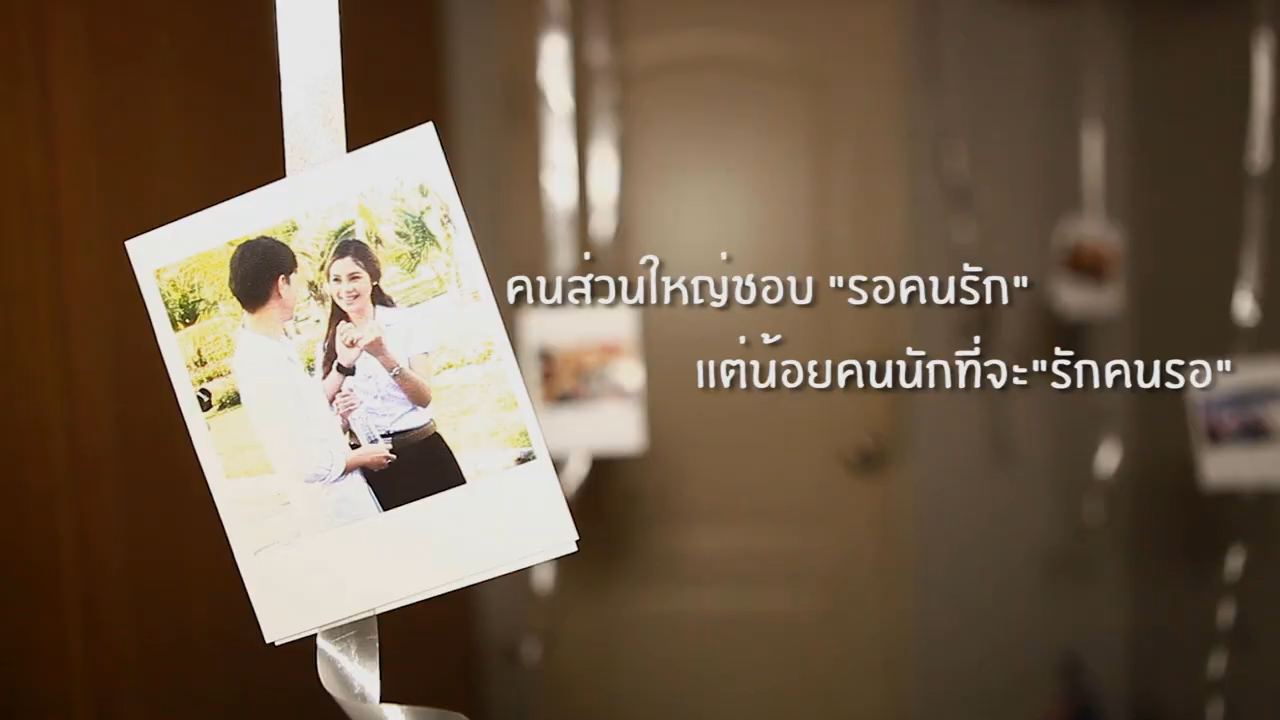 คนส่วนใหญ่ชอบ "รอคนรัก"
แต่น้อยคนนักที่จะ"รักคนรอ"